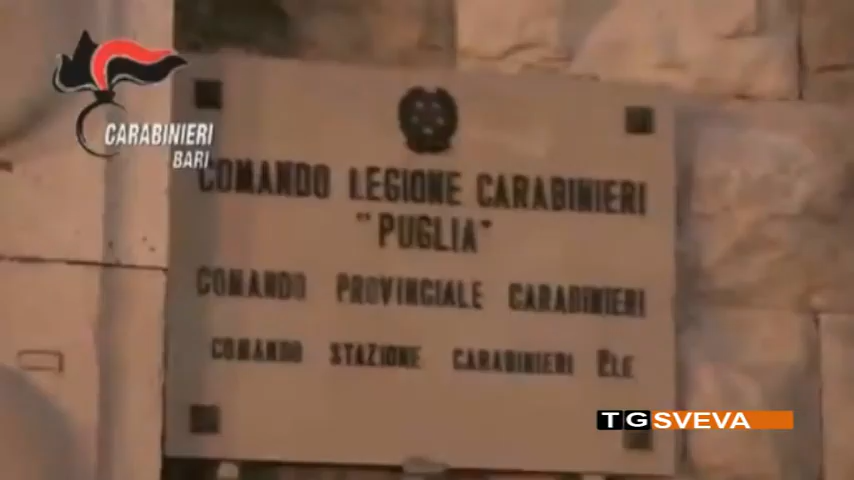 CARABINIERI
BARI
COMANDO LEGIONE CARABINIERI
"PUGLIA"
COMANDO PROVINCIALE CARABINIERI
COMANDO STAZIONE CARABINIERI
TGSVEVA